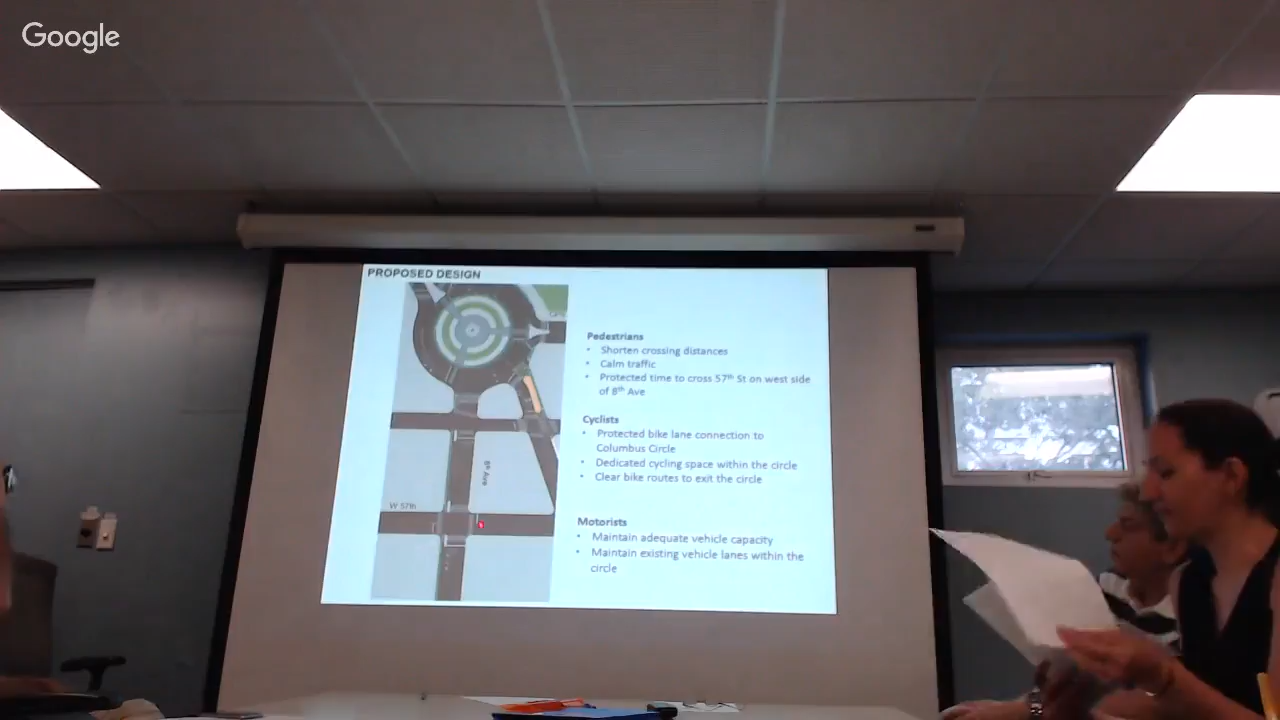 Google
PROPOSED DESIGN
Pedestrians
• Shorten crossing distances
• Calm traffic
• Protected time to cross 57th St on west side
of 8th Ave
Cyclists
• Protected bike lane connection to
Columbus Circle
• Dedicated cycling space within the circle
• Clear bike routes to exit the circle
8th Ave
W 57th
Motorists
• Maintain adequate vehicle capacity
• Maintain existing vehicle lanes within the
circle